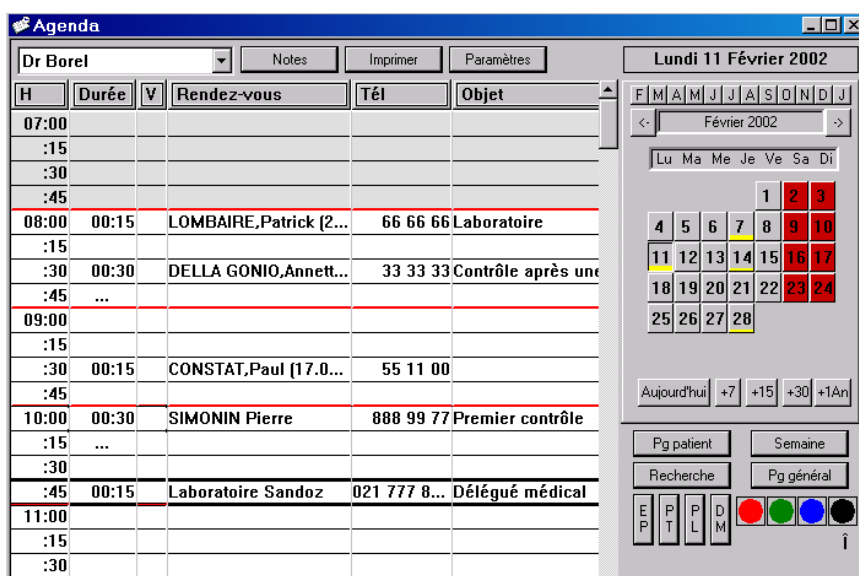 Agenda
Dr Borel Notes Imprimer Paramètres Lundi 11 Février 2002
H Durée V Rendez-vous Tél Objet
07:00
:15
:30
:45
08:00 00:15 LOMBAIRE,Patrick (2... 66 66 66 Laboratoire
:15
:30 00:30 DELLA GONIO,Annett... 33 33 33 Contrôle après une
:45 ...
09:00
:15
:30 00:15 CONSTAT,Paul (17.0... 55 11 00
:45
10:00 00:30 SIMONIN Pierre 888 99 77 Premier contrôle
:15 ...
:30
:45 00:15 Laboratoire Sandoz 021 777 8... Délégué médical
11:00
:15
:30
F M A M J J A S O N D J
<- Février 2002 ->
Lu Ma Me Je Ve Sa Di
1 2 3
4 5 6 7 8 9 10
11 12 13 14 15 16 17
18 19 20 21 22 23 24
25 26 27 28
Aujourd'hui +7 +15 +30 +1An
Pg patient Semaine
Recherche Pg général
EP PT PL DM
Î